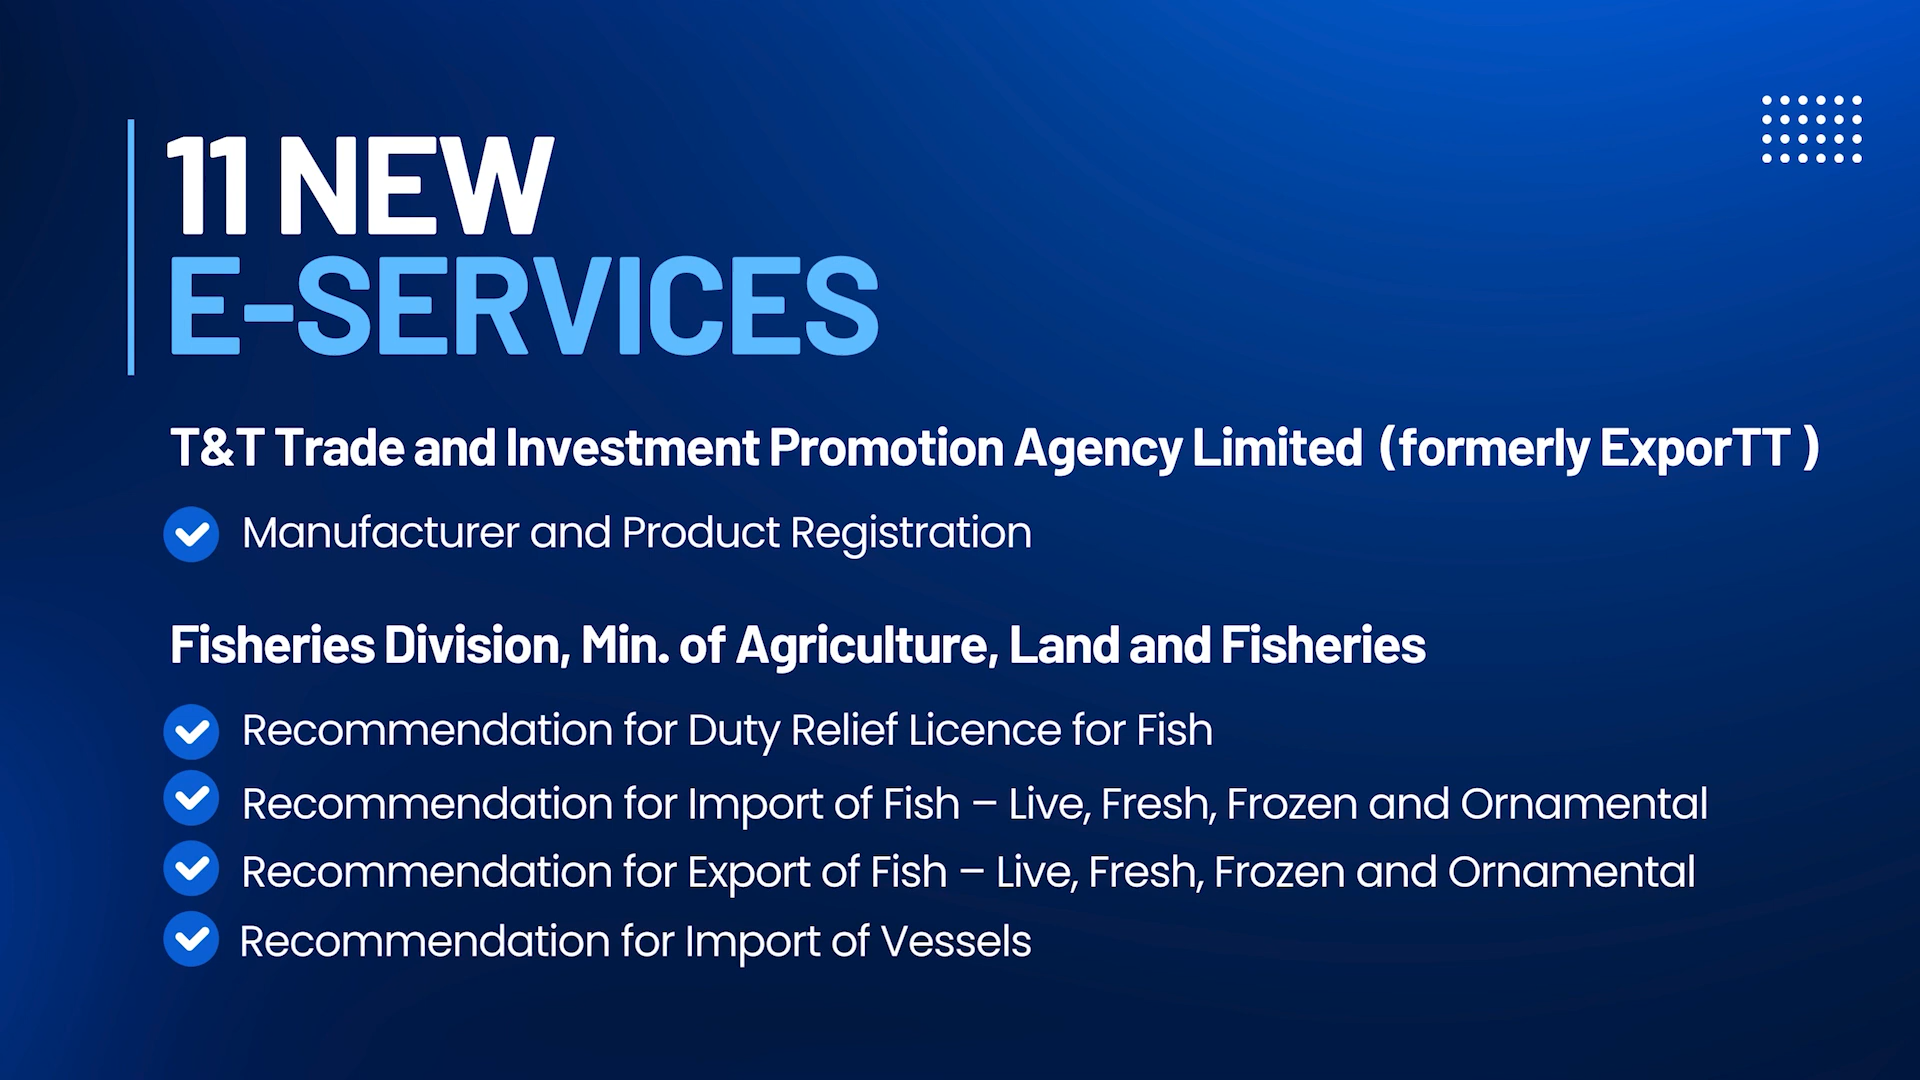 11 NEW
E-SERVICES
T&T Trade and Investment Promotion Agency Limited (formerly ExporTT )
Manufacturer and Product Registration
Fisheries Division, Min. of Agriculture, Land and Fisheries
Recommendation for Duty Relief Licence for Fish
Recommendation for Import of Fish – Live, Fresh, Frozen and Ornamental
Recommendation for Export of Fish – Live, Fresh, Frozen and Ornamental
Recommendation for Import of Vessels